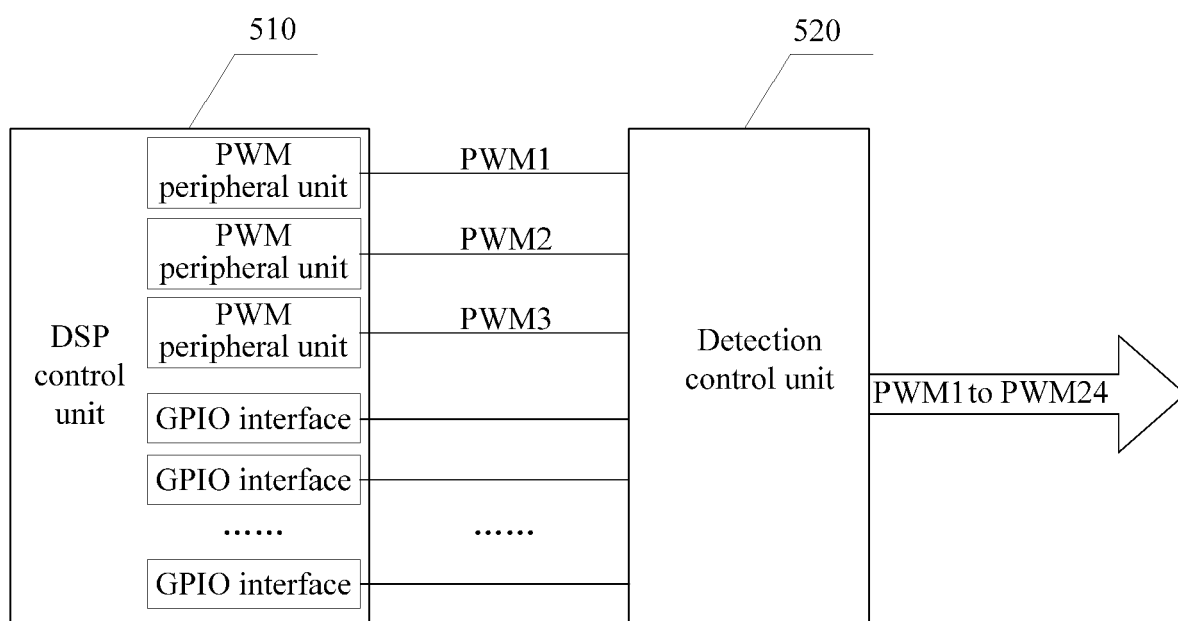 510
520
PWM
peripheral unit
PWM1
PWM
peripheral unit
PWM2
PWM
peripheral unit
PWM3
DSP
control
unit
Detection
control unit
PWM1 to PWM24
GPIO interface
GPIO interface
......
......
GPIO interface